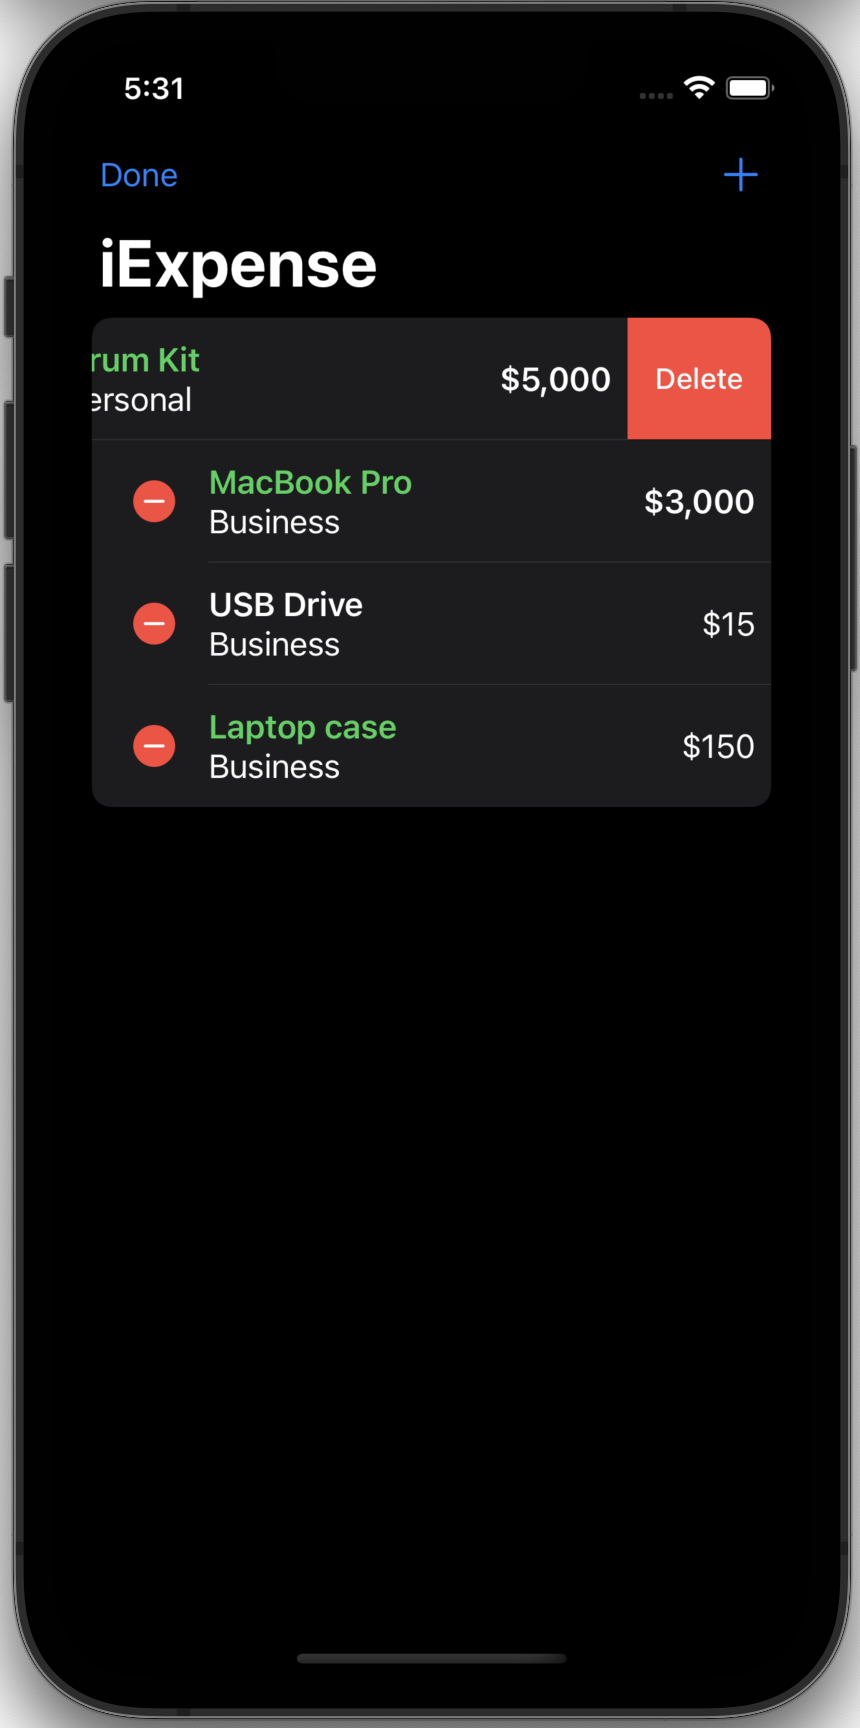 5:31
Done
iExpense
rum Kit
ersonal
$5,000
Delete
MacBook Pro
Business
$3,000
USB Drive
Business
$15
Laptop case
Business
$150